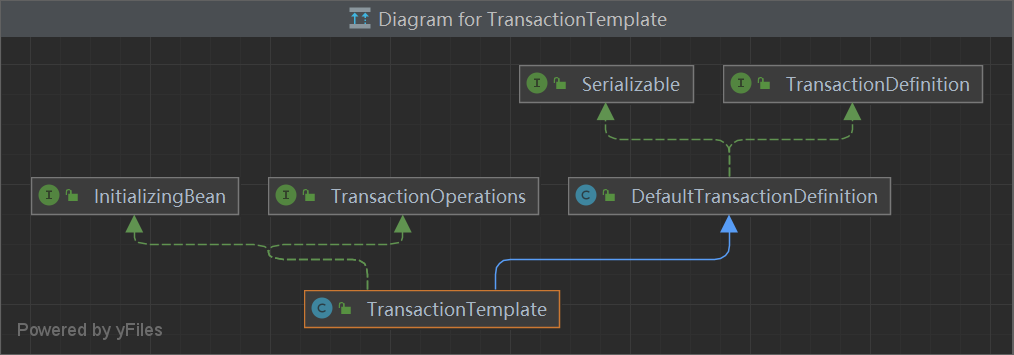 Diagram for TransactionTemplate
I Serializable
I TransactionDefinition
I InitializingBean
I TransactionOperations
C DefaultTransactionDefinition
C TransactionTemplate
Powered by yFiles